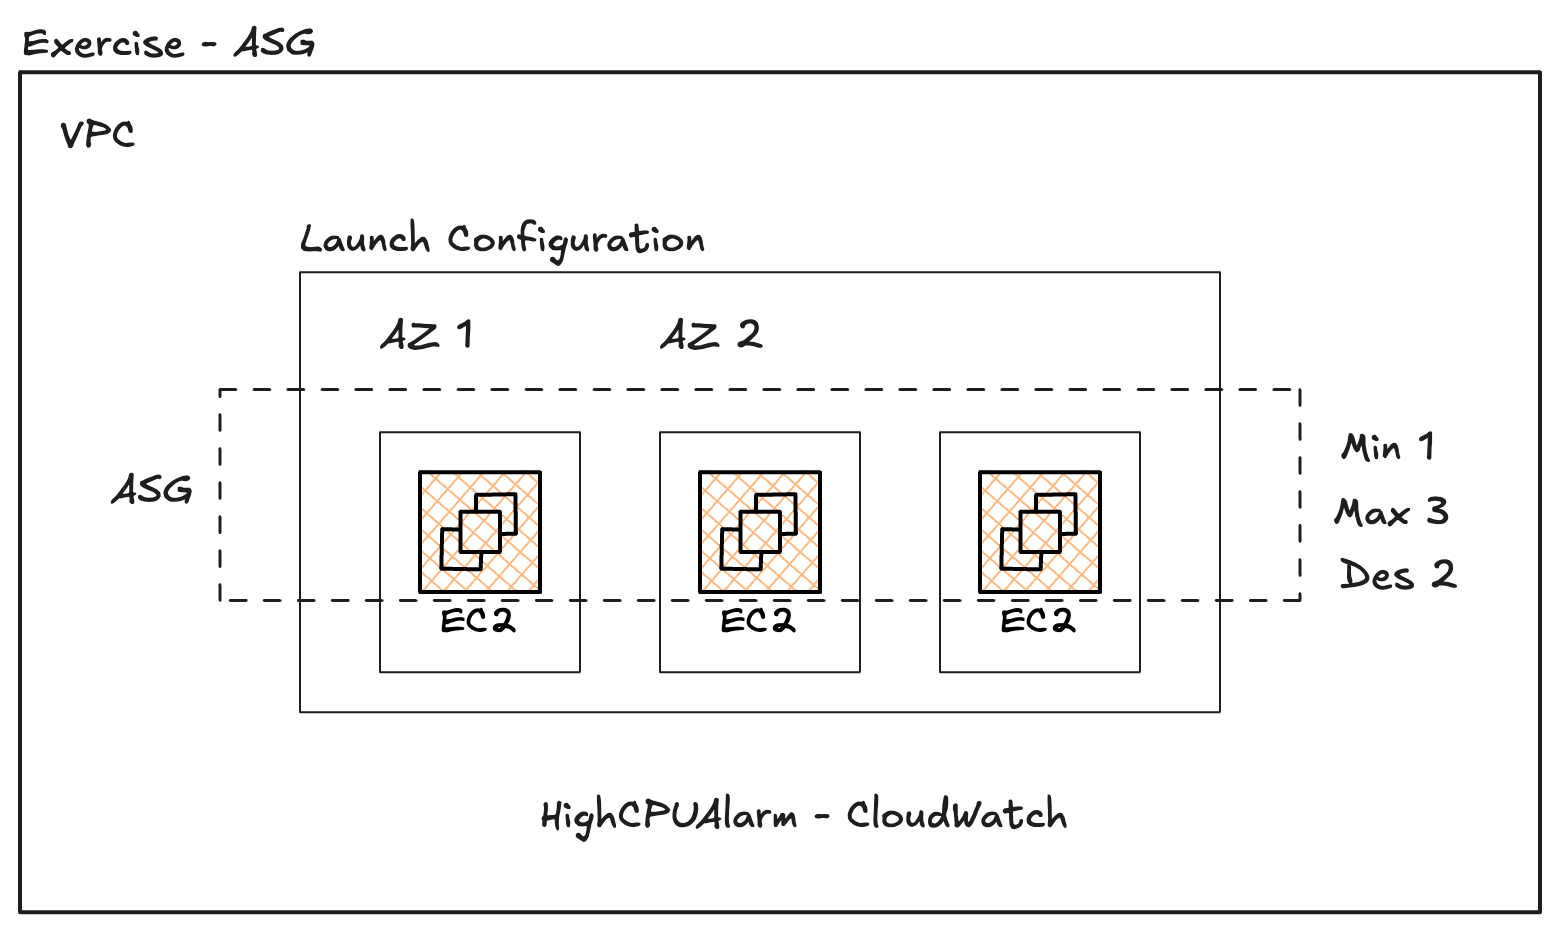 Exercise - ASG
VPC
Launch Configuration
AZ 1
AZ 2
ASG
Min 1
Max 3
Des 2
EC2
EC2
EC2
HighCPUAlarm - CloudWatch